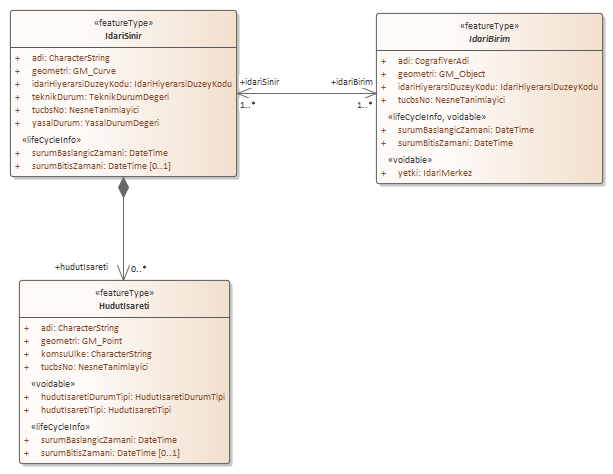 «featureType»
IdariSinir
+ adi: CharacterString
+ geometri: GM_Curve
+ idariHiyerarsiDuzeyKodu: IdariHiyerarsiDuzeyKodu
+ teknikDurum: TeknikDurumDegeri
+ tucbsNo: NesneTanimlayici
+ yasalDurum: YasalDurumDegeri
«lifeCycleInfo»
+ surumBaslangicZamani: DateTime
+ surumBitisZamani: DateTime [0..1]
+idariSinir
1..*
+idariBirim
1..*
«featureType»
IdariBirim
+ adi: CografiYerAdi
+ geometri: GM_Object
+ idariHiyerarsiDuzeyKodu: IdariHiyerarsiDuzeyKodu
+ tucbsNo: NesneTanimlayici
«lifeCycleInfo, voidable»
+ surumBaslangicZamani: DateTime
+ surumBitisZamani: DateTime
«voidable»
+ yetki: IdariMerkez
+hudutIsareti
0..*
«featureType»
HudutIsareti
+ adi: CharacterString
+ geometri: GM_Point
+ komsuUlke: CharacterString
+ tucbsNo: NesneTanimlayici
«voidable»
+ hudutIsaretiDurumTipi: HudutIsaretiDurumTipi
+ hudutIsaretiTipi: HudutIsaretiTipi
«lifeCycleInfo»
+ surumBaslangicZamani: DateTime
+ surumBitisZamani: DateTime [0..1]